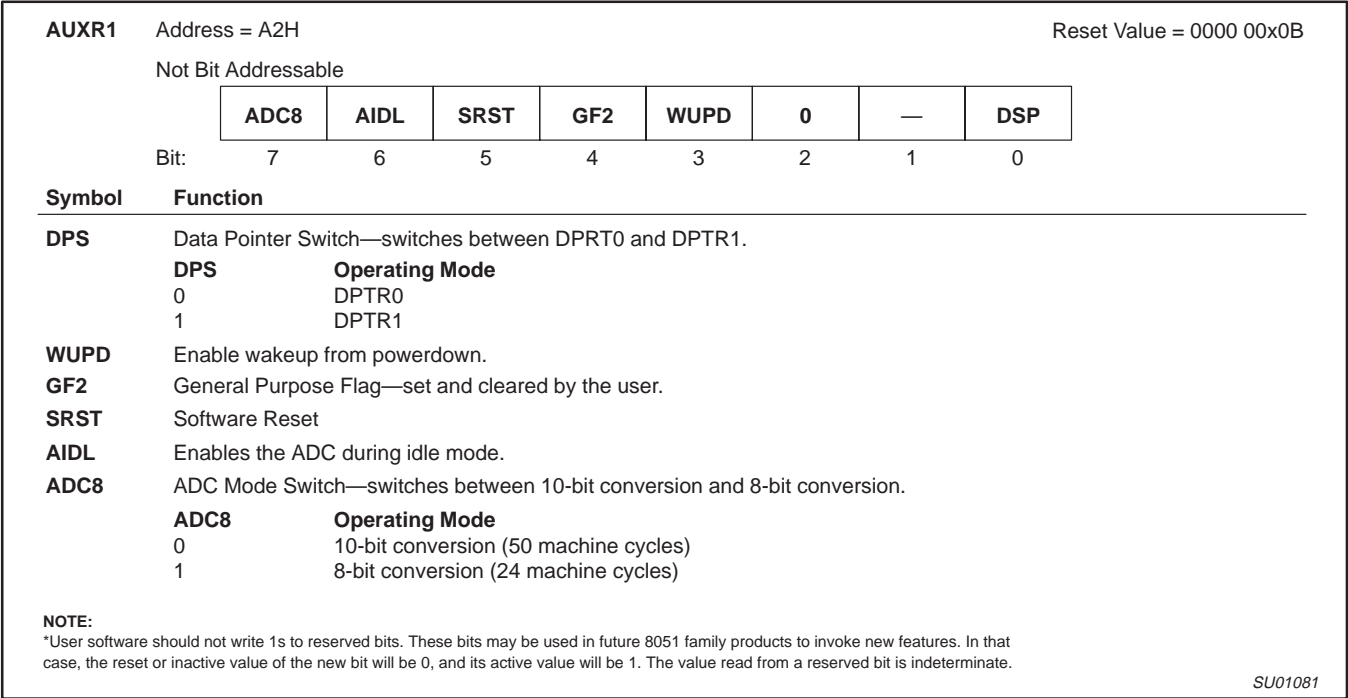 AUXR1 Address = A2H Reset Value = 0000 00x0B
Not Bit Addressable
ADC8 AIDL SRST GF2 WUPD 0 — DSP
Bit: 7 6 5 4 3 2 1 0
Symbol Function
DPS Data Pointer Switch—switches between DPRT0 and DPTR1.
DPS Operating Mode
0 DPTR0
1 DPTR1
WUPD Enable wakeup from powerdown.
GF2 General Purpose Flag—set and cleared by the user.
SRST Software Reset
AIDL Enables the ADC during idle mode.
ADC8 ADC Mode Switch—switches between 10-bit conversion and 8-bit conversion.
ADC8 Operating Mode
0 10-bit conversion (50 machine cycles)
1 8-bit conversion (24 machine cycles)
NOTE:
*User software should not write 1s to reserved bits. These bits may be used in future 8051 family products to invoke new features. In that
case, the reset or inactive value of the new bit will be 0, and its active value will be 1. The value read from a reserved bit is indeterminate.
SU01081